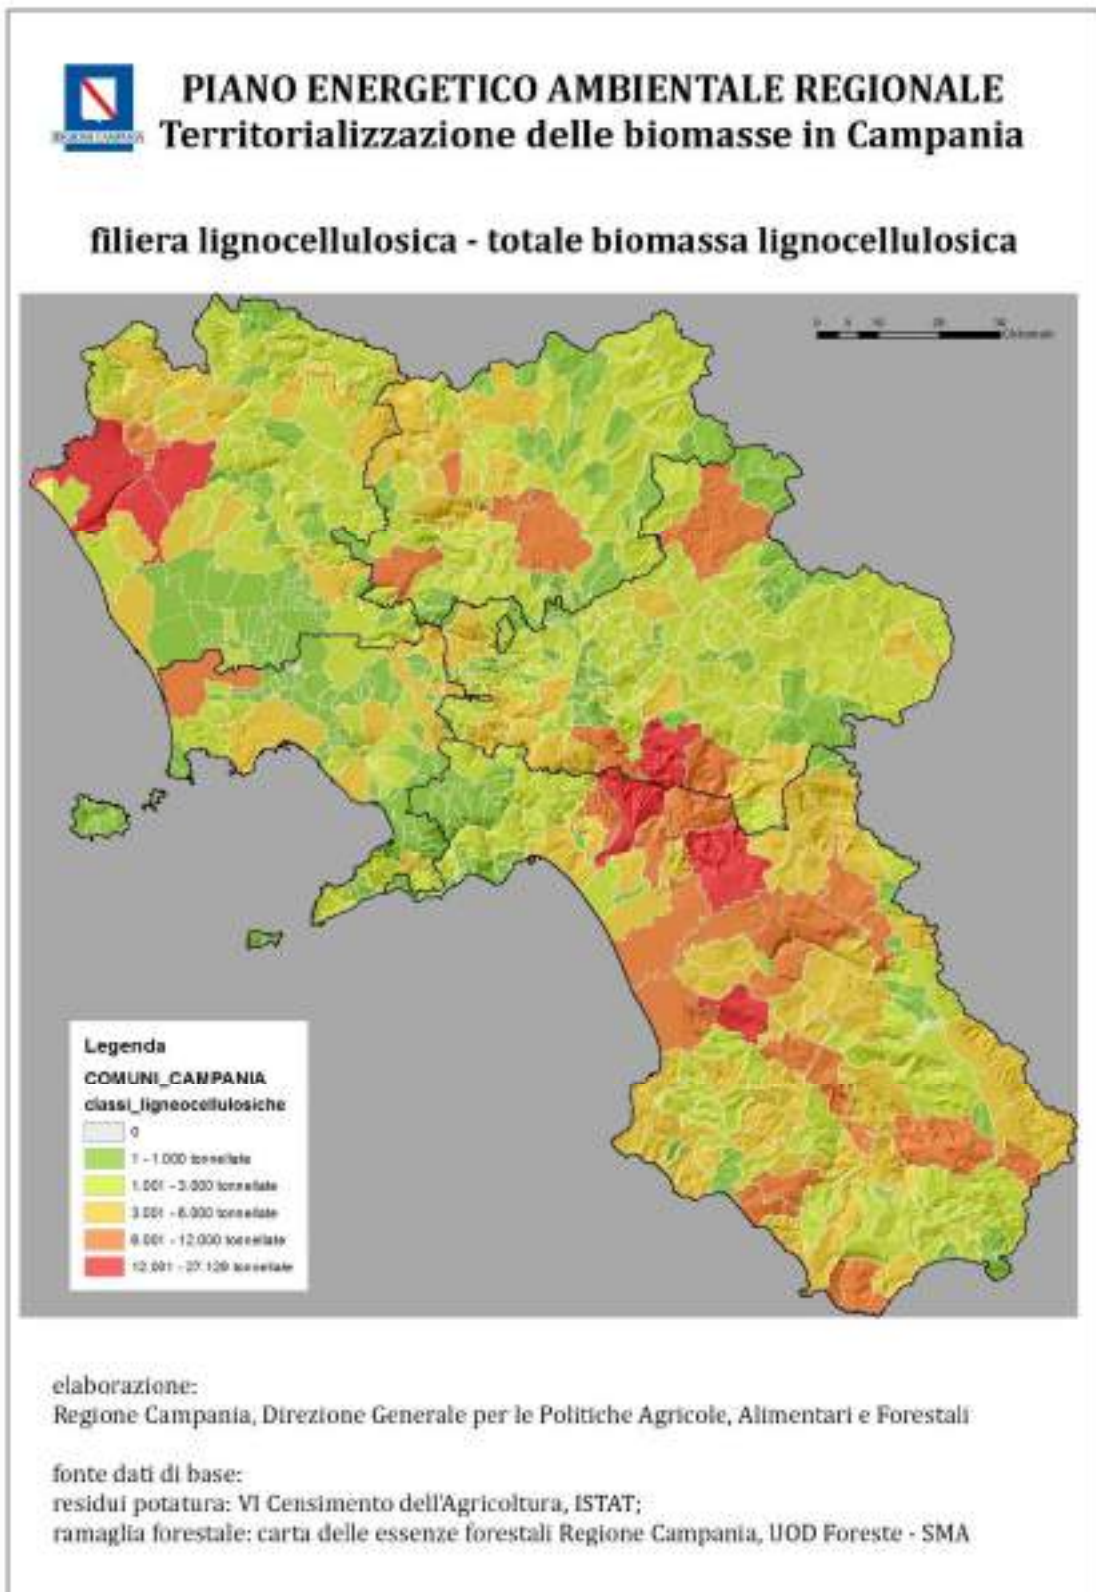 PIANO ENERGETICO AMBIENTALE REGIONALE
Territorializzazione delle biomasse in Campania
REGIONE CAMPANIA
filiera lignocellulosica - totale biomassa lignocellulosica
Legenda
COMUNI_CAMPANIA
classi_ligneocellulosiche
0
1 - 1.000 tonnellate
1.001 - 3.000 tonnellate
3.001 - 6.000 tonnellate
6.001 - 12.000 tonnellate
12.001 - 27.129 tonnellate
elaborazione:
Regione Campania, Direzione Generale per le Politiche Agricole, Alimentari e Forestali
fonte dati di base:
residui potatura: VI Censimento dell'Agricoltura, ISTAT;
ramaglia forestale: carta delle essenze forestali Regione Campania, UOD Foreste - SMA